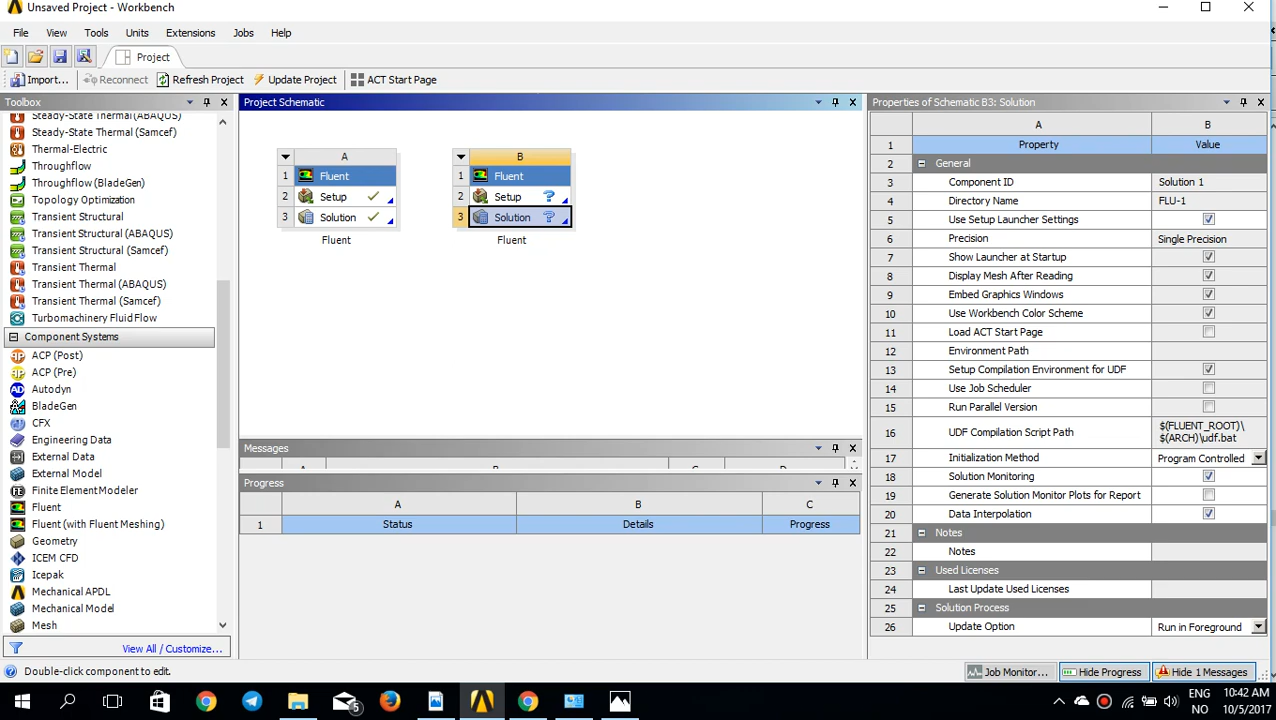 Unsaved Project - Workbench
File View Tools Units Extensions Jobs Help
Project
Import... Reconnect Refresh Project Update Project ACT Start Page
Toolbox
Steady-State Thermal (ABAQUS)
Steady-State Thermal (Samcef)
Thermal-Electric
Throughflow
Throughflow (BladeGen)
Topology Optimization
Transient Structural
Transient Structural (ABAQUS)
Transient Structural (Samcef)
Transient Thermal
Transient Thermal (ABAQUS)
Transient Thermal (Samcef)
Turbomachinery Fluid Flow
Component Systems
ACP (Post)
ACP (Pre)
Autodyn
BladeGen
CFX
Engineering Data
External Data
External Model
Finite Element Modeler
Fluent
Fluent (with Fluent Meshing)
Geometry
ICEM CFD
Icepak
Mechanical APDL
Mechanical Model
Mesh
View All / Customize...
Project Schematic
A
1 Fluent
2 Setup
3 Solution
Fluent
B
1 Fluent
2 Setup ?
3 Solution ?
Fluent
Messages
Progress
A B C
1 Status Details Progress
Properties of Schematic B3: Solution
A B
1 Property Value
2 General
3 Component ID Solution 1
4 Directory Name FLU-1
5 Use Setup Launcher Settings
6 Precision Single Precision
7 Show Launcher at Startup
8 Display Mesh After Reading
9 Embed Graphics Windows
10 Use Workbench Color Scheme
11 Load ACT Start Page
12 Environment Path
13 Setup Compilation Environment for UDF
14 Use Job Scheduler
15 Run Parallel Version
16 UDF Compilation Script Path $(FLUENT_ROOT)\
$(ARCH)\udf.bat
17 Initialization Method Program Controlled
18 Solution Monitoring
19 Generate Solution Monitor Plots for Report
20 Data Interpolation
21 Notes
22 Notes
23 Used Licenses
24 Last Update Used Licenses
25 Solution Process
26 Update Option Run in Foreground
Double-click component to edit.
Job Monitor... Hide Progress Hide 1 Messages
5
ENG 10:42 AM
NO 10/5/2017